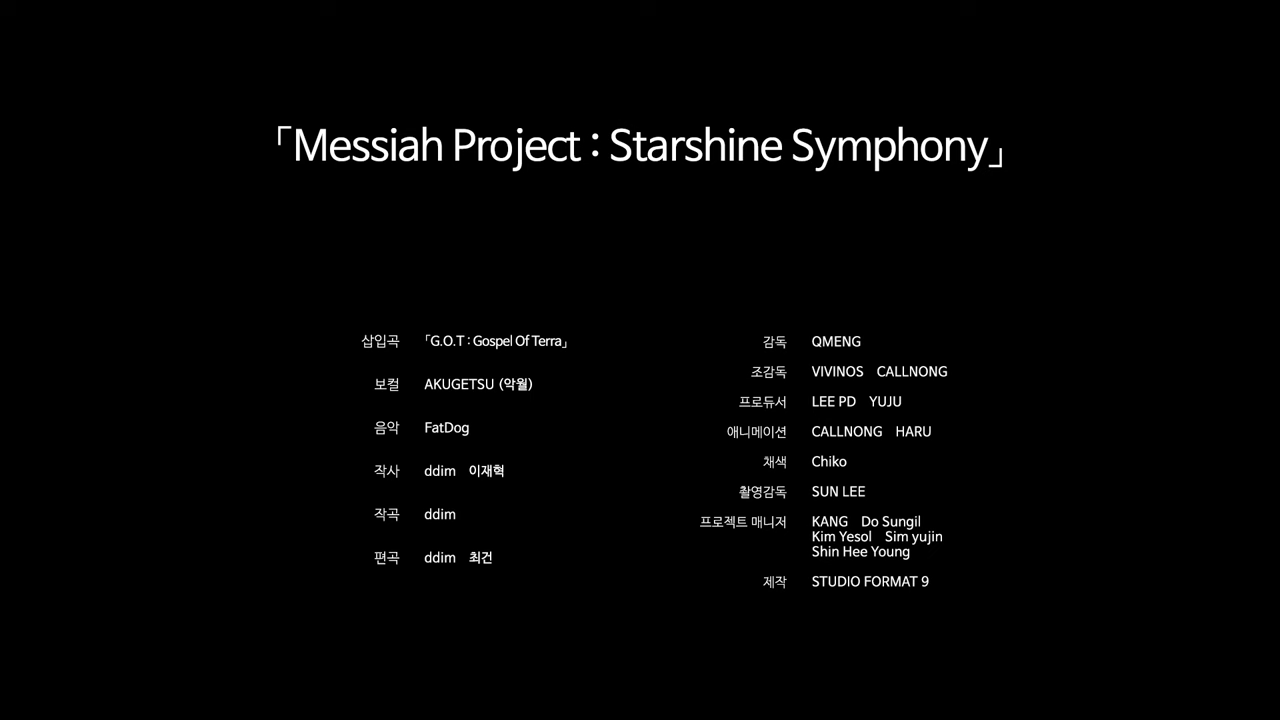 「Messiah Project : Starshine Symphony」
삽입곡 「G.O.T : Gospel Of Terra」
보컬 AKUGETSU (악월)
음악 FatDog
작사 ddim 이재혁
작곡 ddim
편곡 ddim 최건
감독 QMENG
조감독 VIVINOS CALLNONG
프로듀서 LEE PD YUJU
애니메이션 CALLNONG HARU
채색 Chiko
촬영감독 SUN LEE
프로젝트 매니저 KANG Do Sungil
Kim Yesol Sim yujin
Shin Hee Young
제작 STUDIO FORMAT 9